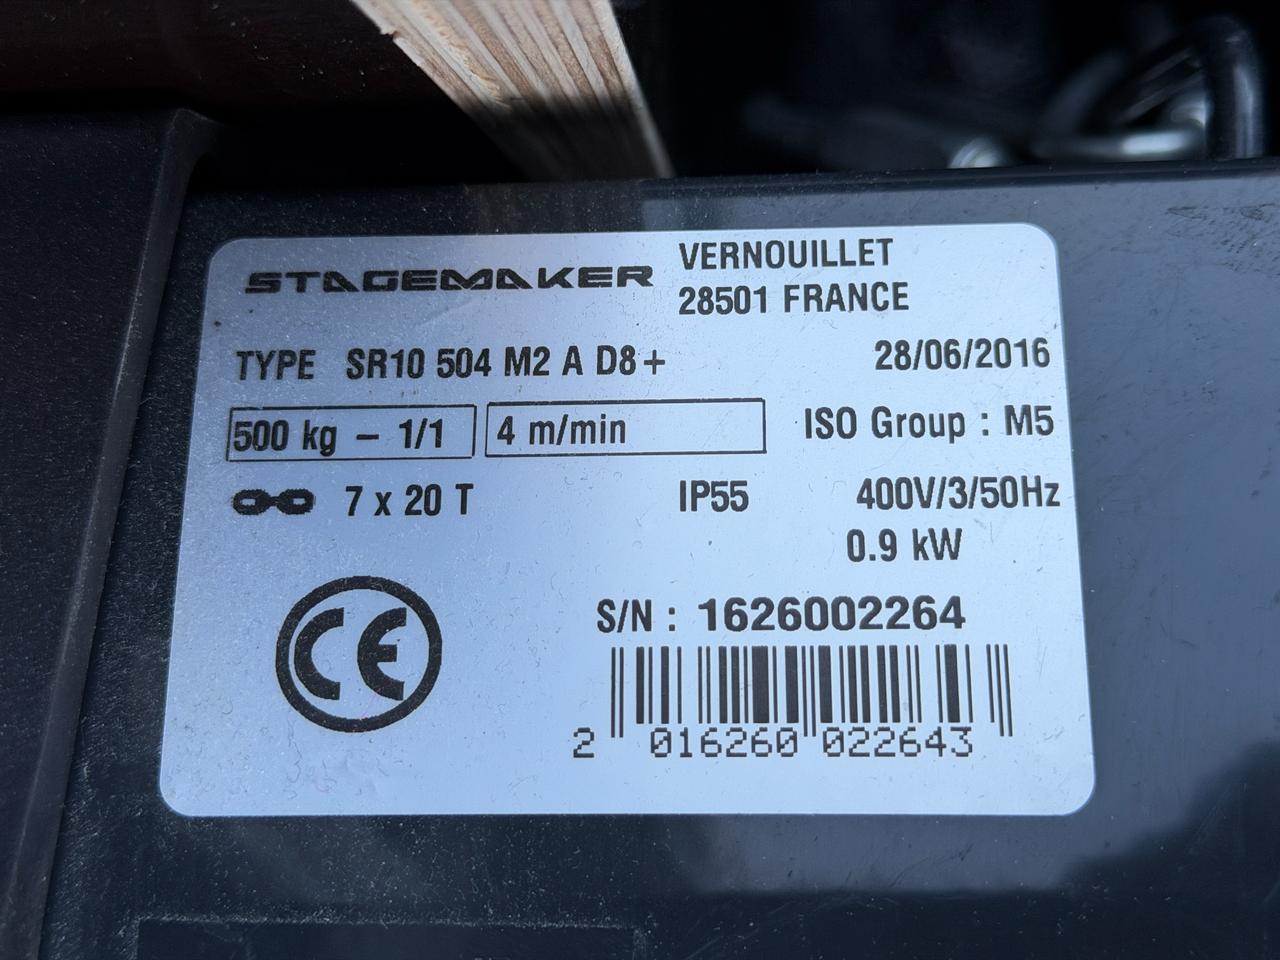 STAGEMAKER
VERNOUILLET
28501 FRANCE
TYPE SR10 504 M2 A D8+
28/06/2016
500 kg – 1/1
4 m/min
ISO Group : M5
7 x 20 T
IP55
400V/3/50Hz
0.9 kW
CE
S/N : 1626002264
2 016260 022643